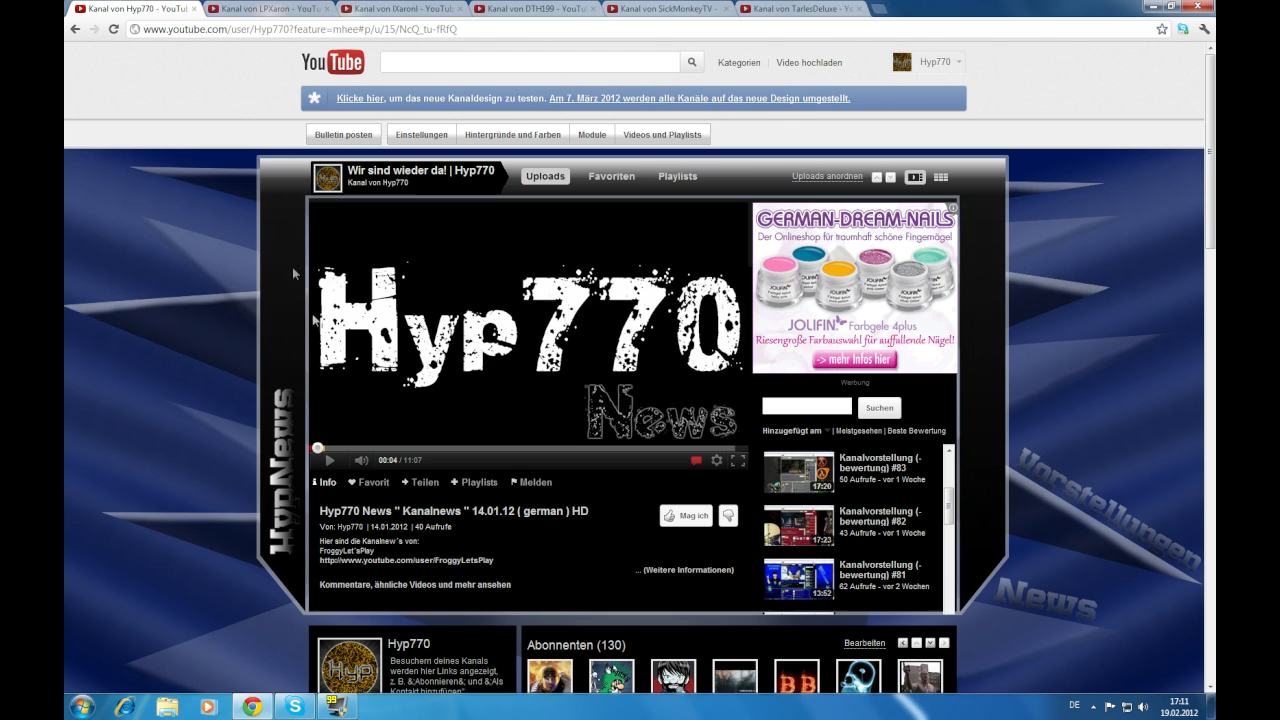 Kanal von Hyp770 - YouTub
Kanal von LPXaron - YouTu
Kanal von IXaronI - YouTub
Kanal von DTH199 - YouTu
Kanal von SickMonkeyTV -
Kanal von TarlesDeluxe - Yo
www.youtube.com/user/Hyp770?feature=mhee#p/u/15/NcQ_tu-fRfQ
YouTube
Kategorien | Video hochladen
Hyp770
Klicke hier, um das neue Kanaldesign zu testen. Am 7. März 2012 werden alle Kanäle auf das neue Design umgestellt.
Bulletin posten
Einstellungen
Hintergründe und Farben
Module
Videos und Playlists
Wir sind wieder da! | Hyp770
Kanal von Hyp770
Uploads
Favoriten
Playlists
Uploads anordnen
Hyp770
News
GERMAN-DREAM-NAILS
Der Onlineshop für traumhaft schöne Fingernägel
JOLIFIN. Farbgele 4plus
Riesengroße Farbauswahl für auffallende Nägel!
-> mehr Infos hier
Werbung
Suchen
Hinzugefügt am | Meistgesehen | Beste Bewertung
Kanalvorstellung (-
bewertung) #83
50 Aufrufe - vor 1 Woche
17:20
Kanalvorstellung (-
bewertung) #82
43 Aufrufe - vor 1 Woche
17:23
Kanalvorstellung (-
bewertung) #81
62 Aufrufe - vor 2 Wochen
13:52
00:04 / 11:07
Info
Favorit
Teilen
Playlists
Melden
Hyp770 News " Kanalnews " 14.01.12 ( german ) HD
Von: Hyp770 | 14.01.2012 | 40 Aufrufe
Mag ich
Hier sind die Kanalnew´s von:
FroggyLet´sPlay
http://www.youtube.com/user/FroggyLetsPlay
... (Weitere Informationen)
Kommentare, ähnliche Videos und mehr ansehen
HypNews
Vorstellungen
News
Hyp770
Besuchern deines Kanals
werden hier Links angezeigt,
z. B. &Abonnieren& und &Als
Kontakt hinzufügen"
Hyp
Abonnenten (130)
Bearbeiten
BB
99
DE
17:11
19.02.2012